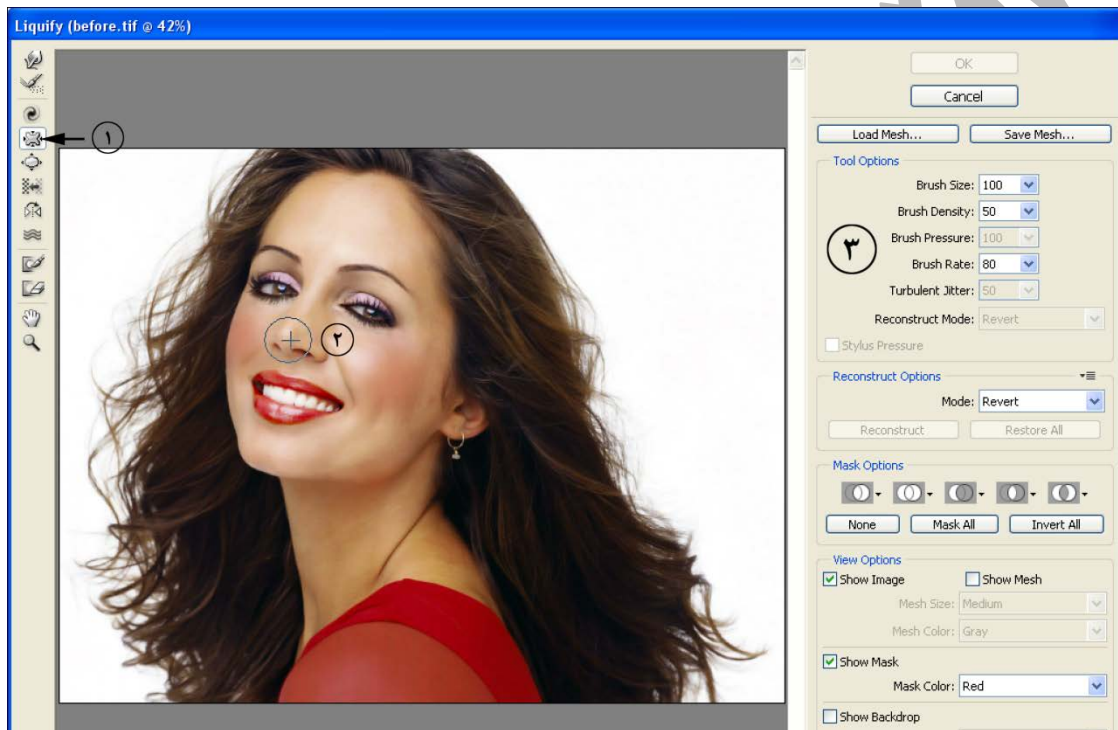 Liquify (before.tif @ 42%)
OK
Cancel
Load Mesh...
Save Mesh...
Tool Options
Brush Size: 100
Brush Density: 50
Brush Pressure: 100
Brush Rate: 80
Turbulent Jitter: 50
Reconstruct Mode: Revert
Stylus Pressure
Reconstruct Options
Mode: Revert
Reconstruct
Restore All
Mask Options
None
Mask All
Invert All
View Options
Show Image
Show Mesh
Mesh Size: Medium
Mesh Color: Gray
Show Mask
Mask Color: Red
Show Backdrop
۱
۲
۳